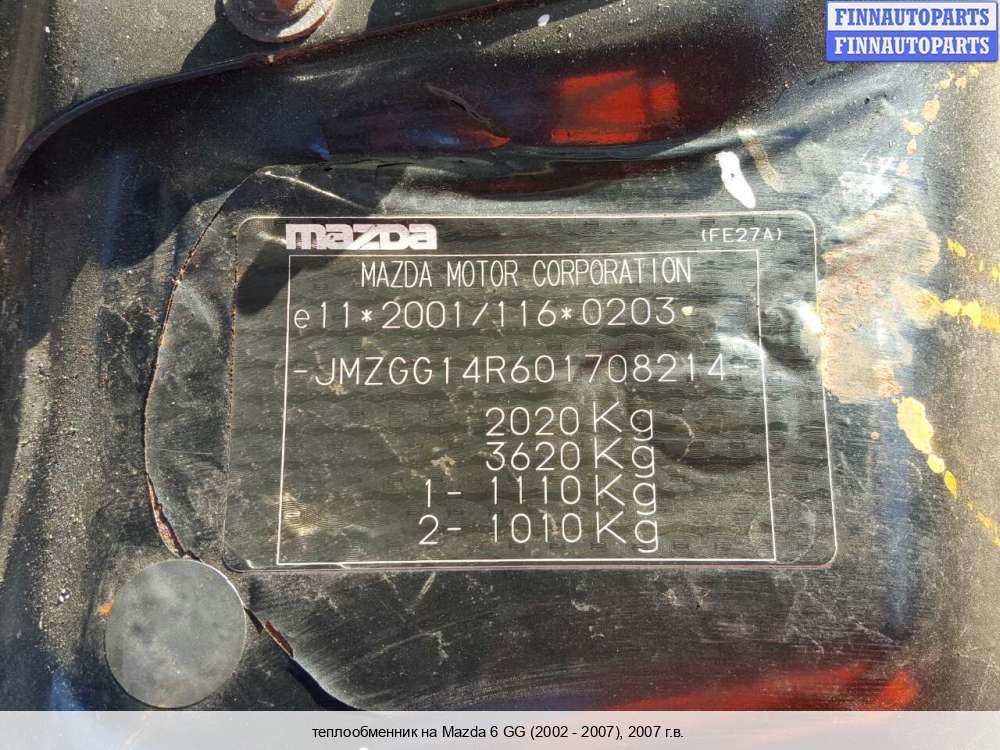 FINNAUTOPARTS
FINNAUTOPARTS
mazda
(FE27A)
MAZDA MOTOR CORPORATION
e11*2001/116*0203*
-JMZGG14R601708214-
2020 Kg
3620 Kg
1- 1110 Kg
2- 1010 Kg
теплообменник на Mazda 6 GG (2002 - 2007), 2007 г.в.